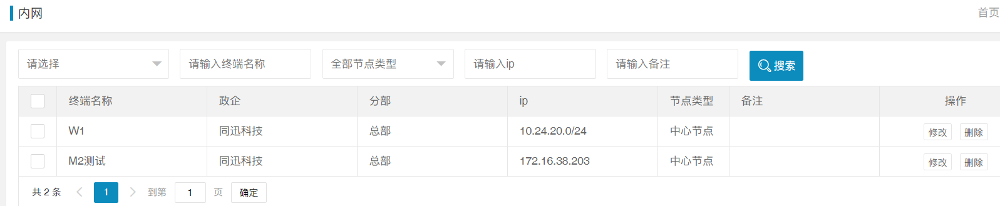 内网 首页
请选择 请输入终端名称 全部节点类型 请输入ip 请输入备注 搜索
终端名称 政企 分部 ip 节点类型 备注 操作
W1 同迅科技 总部 10.24.20.0/24 中心节点 修改 删除
M2测试 同迅科技 总部 172.16.38.203 中心节点 修改 删除
共 2 条 1 到第 1 页 确定